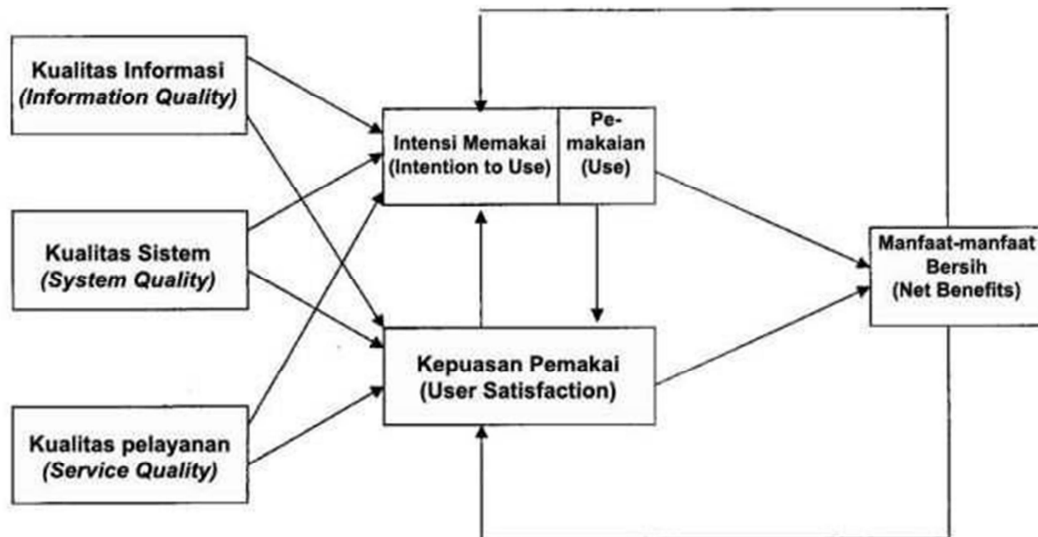 Kualitas Informasi
(Information Quality)
Kualitas Sistem
(System Quality)
Kualitas pelayanan
(Service Quality)
Intensi Memakai
(Intention to Use)
Pe-
makaian
(Use)
Kepuasan Pemakai
(User Satisfaction)
Manfaat-manfaat
Bersih
(Net Benefits)